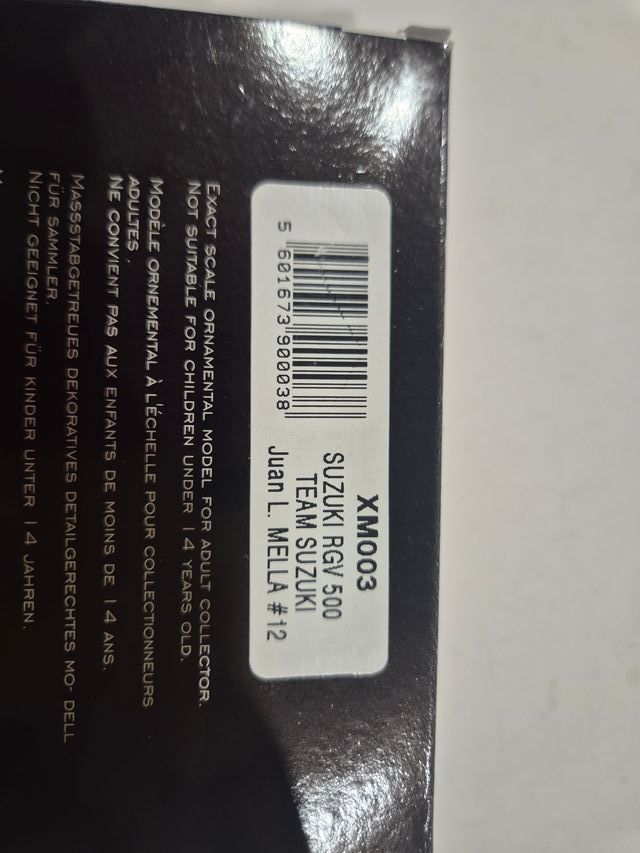 XM003
SUZUKI RGV 500
TEAM SUZUKI
Juan L. MELLA #12
5 601673 900038
EXACT SCALE ORNAMENTAL MODEL FOR ADULT COLLECTOR.
NOT SUITABLE FOR CHILDREN UNDER 14 YEARS OLD.
MODÈLE ORNEMENTAL À L'ÉCHELLE POUR COLLECTIONNEURS
ADULTES .
NE CONVIENT PAS AUX ENFANTS DE MOINS DE 14 ANS.
MASSSTABGETREUES DEKORATIVES DETAILGERECHTES MO- DELL
FÜR SAMMLER.
NICHT GEEIGNET FÜR KINDER UNTER 14 JAHREN.